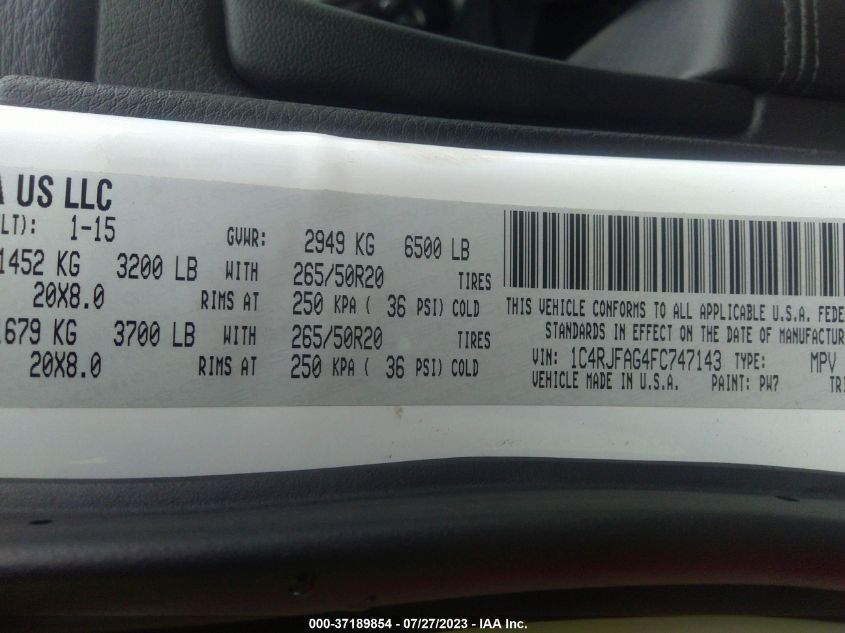 A US LLC
LT): 1-15 GVWR: 2949 KG 6500 LB
1452 KG 3200 LB WITH 265/50R20 TIRES
20X8.0 RIMS AT 250 KPA ( 36 PSI) COLD
1679 KG 3700 LB WITH 265/50R20 TIRES
20X8.0 RIMS AT 250 KPA ( 36 PSI) COLD
THIS VEHICLE CONFORMS TO ALL APPLICABLE U.S.A. FEDE
STANDARDS IN EFFECT ON THE DATE OF MANUFACTUR
VIN: 1C4RJFAG4FC747143 TYPE: MPV
VEHICLE MADE IN U.S.A. PAINT: PW7 TRI
000-37189854 - 07/27/2023 - IAA Inc.